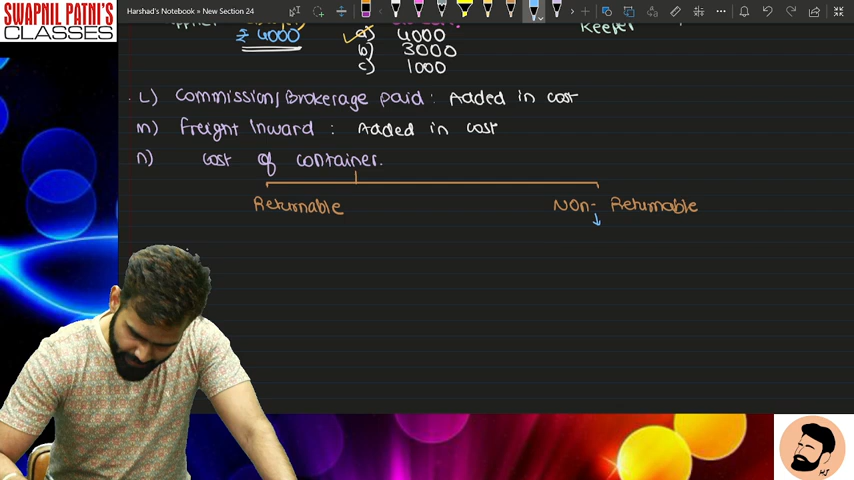 SWAPNIL PATNI'S
CLASSES
Harshad's Notebook » New Section 24
≥ 4000
a) 4000
Keeper
b) 3000
c) 1000
L) Commission/Brokerage paid : Added in cost
m) Freight Inward : Added in cost
n) cost of container.
Returnable
Non- Returnable
HJ